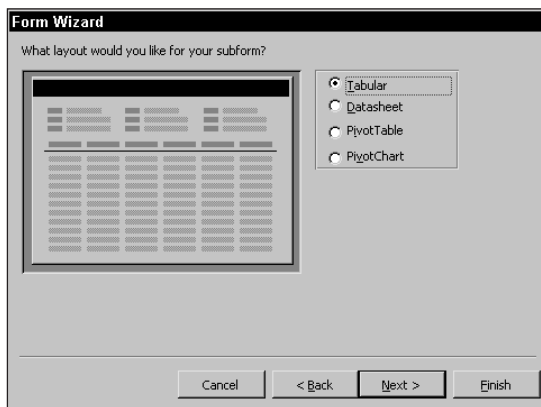 Form Wizard
What layout would you like for your subform?
Tabular
Datasheet
PivotTable
PivotChart
Cancel
< Back
Next >
Finish